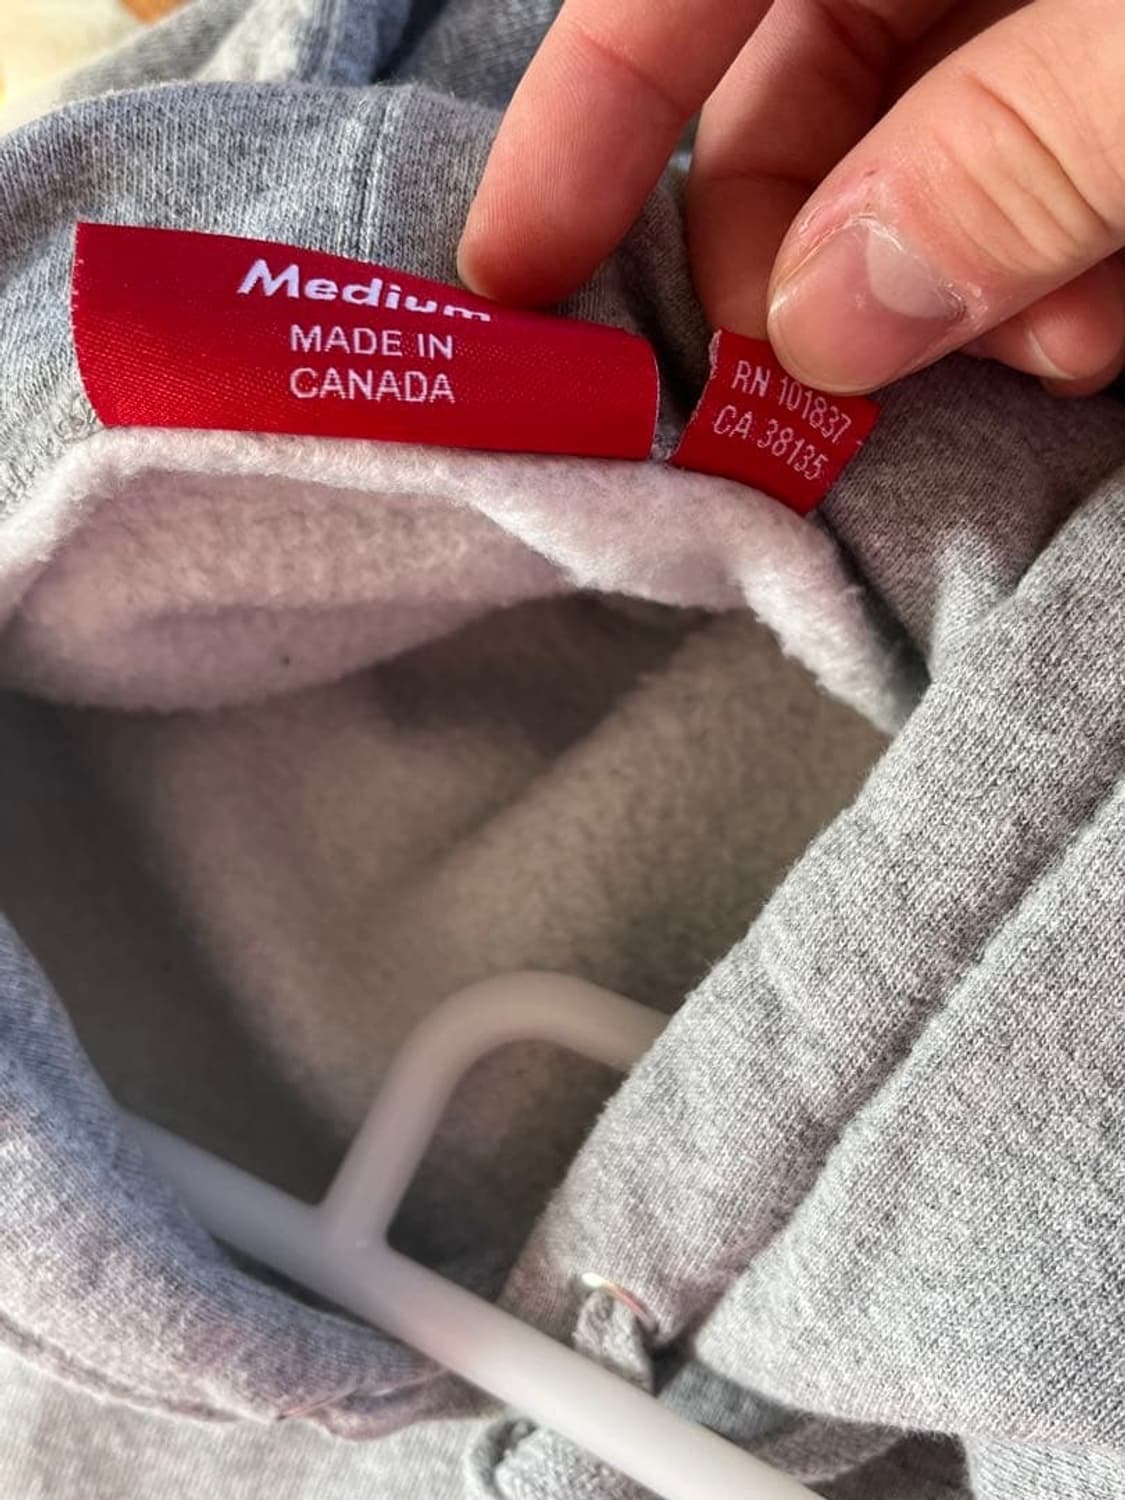 Medium
MADE IN
CANADA
RN 101837
CA 38135